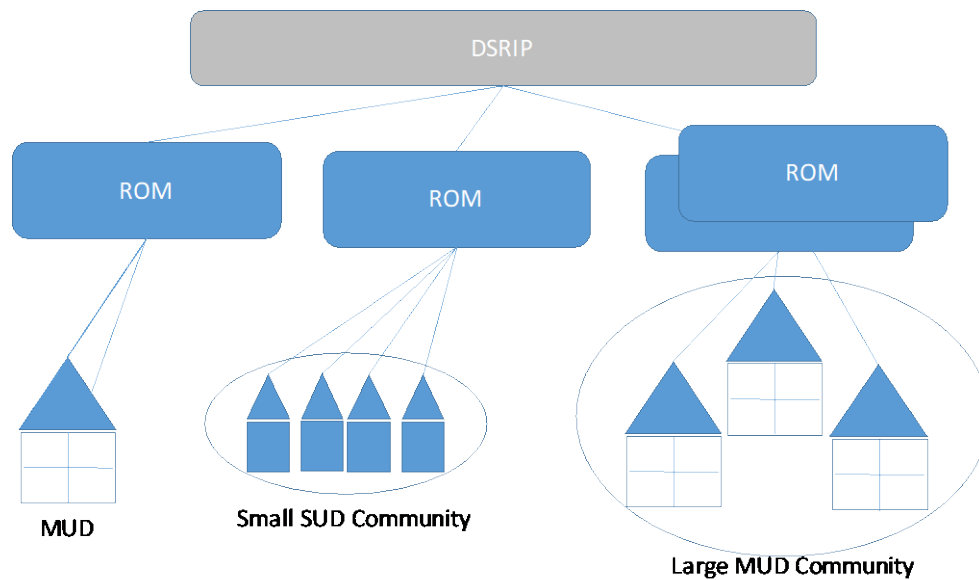 DSRIP
ROM
ROM
ROM
MUD
Small SUD Community
Large MUD Community